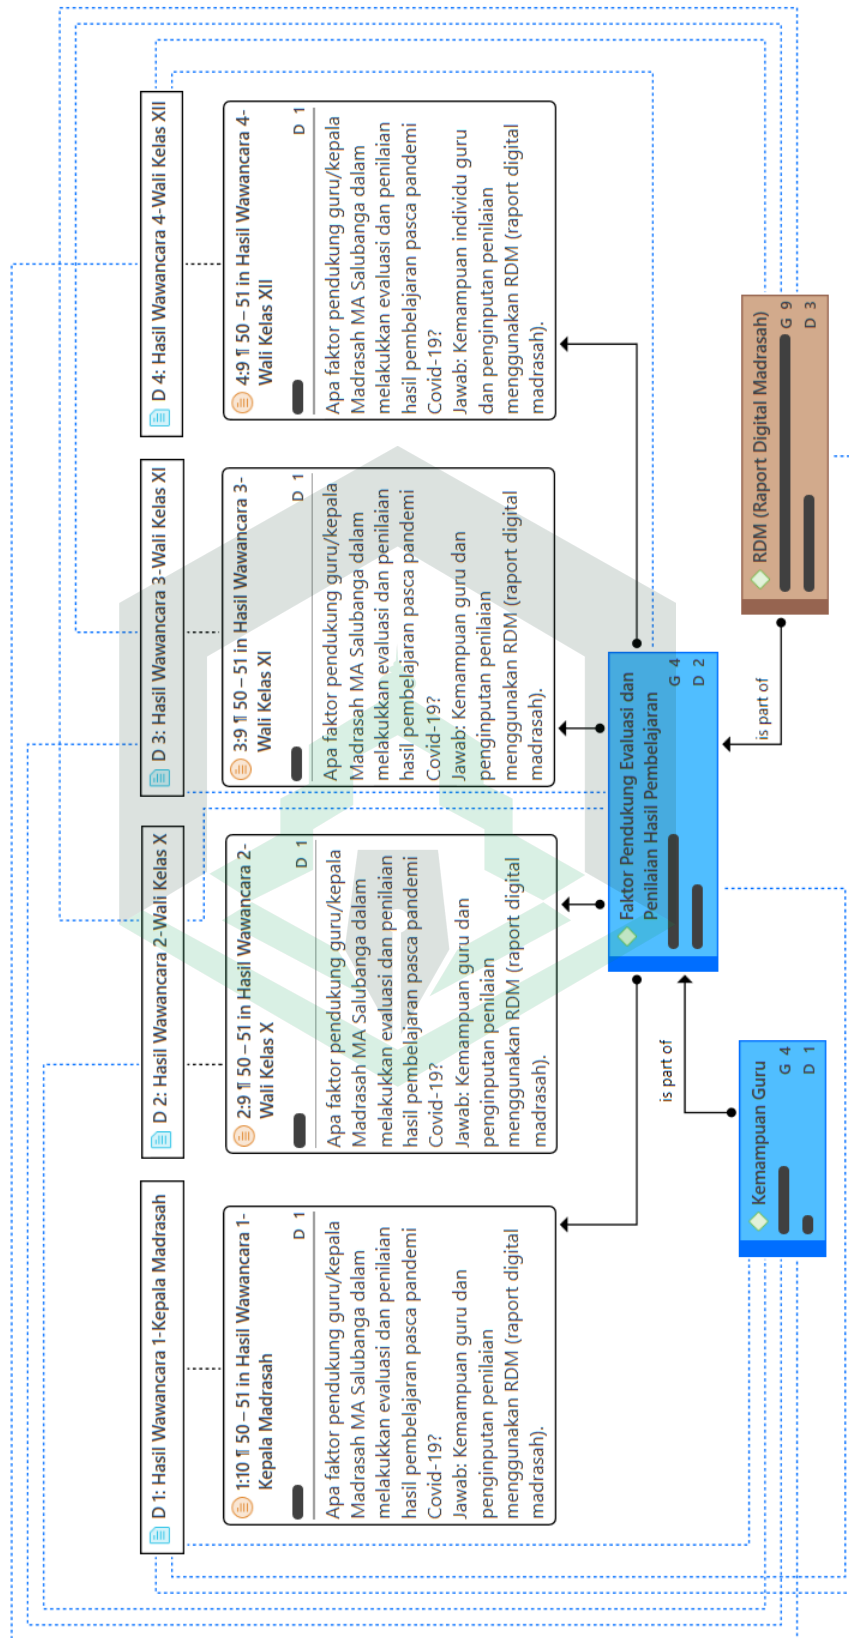 D 1: Hasil Wawancara 1-Kepala Madrasah
D 2: Hasil Wawancara 2-Wali Kelas X
D 3: Hasil Wawancara 3-Wali Kelas XI
D 4: Hasil Wawancara 4-Wali Kelas XII
1:10 ¶ 50 – 51 in Hasil Wawancara 1-
Kepala Madrasah
D 1
Apa faktor pendukung guru/kepala
Madrasah MA Salubanga dalam
melakukkan evaluasi dan penilaian
hasil pembelajaran pasca pandemi
Covid-19?
Jawab: Kemampuan guru dan
penginputan penilaian
menggunakan RDM (raport digital
madrasah).
2:9 ¶ 50 – 51 in Hasil Wawancara 2-
Wali Kelas X
D 1
Apa faktor pendukung guru/kepala
Madrasah MA Salubanga dalam
melakukkan evaluasi dan penilaian
hasil pembelajaran pasca pandemi
Covid-19?
Jawab: Kemampuan guru dan
penginputan penilaian
menggunakan RDM (raport digital
madrasah).
3:9 ¶ 50 – 51 in Hasil Wawancara 3-
Wali Kelas XI
D 1
Apa faktor pendukung guru/kepala
Madrasah MA Salubanga dalam
melakukkan evaluasi dan penilaian
hasil pembelajaran pasca pandemi
Covid-19?
Jawab: Kemampuan guru dan
penginputan penilaian
menggunakan RDM (raport digital
madrasah).
4:9 ¶ 50 – 51 in Hasil Wawancara 4-
Wali Kelas XII
D 1
Apa faktor pendukung guru/kepala
Madrasah MA Salubanga dalam
melakukkan evaluasi dan penilaian
hasil pembelajaran pasca pandemi
Covid-19?
Jawab: Kemampuan individu guru
dan penginputan penilaian
menggunakan RDM (raport digital
madrasah).
Faktor Pendukung Evaluasi dan
Penilaian Hasil Pembelajaran
G 4
D 2
is part of
is part of
Kemampuan Guru
G 4
D 1
RDM (Raport Digital Madrasah)
G 9
D 3